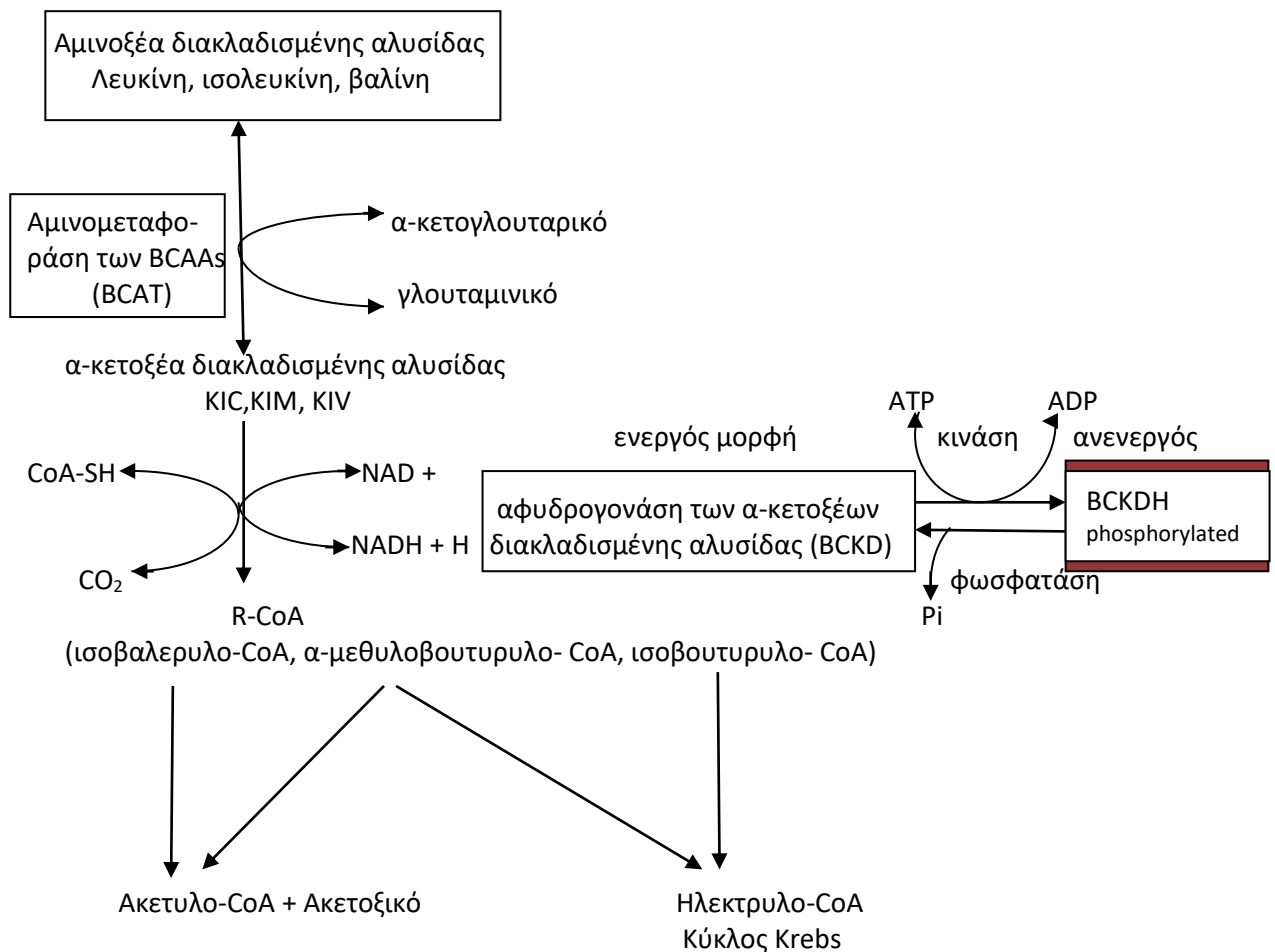 Αμινοξέα διακλαδισμένης αλυσίδας
Λευκίνη, ισολευκίνη, βαλίνη
Αμινομεταφο-
ράση των BCAAs
(BCAT)
α-κετογλουταρικό
γλουταμινικό
α-κετοξέα διακλαδισμένης αλυσίδας
KIC,KIM, KIV
CoA-SH
NAD +
NADH + H
CO₂
ενεργός μορφή
ATP
κινάση
ADP
ανενεργός
αφυδρογονάση των α-κετοξέων
διακλαδισμένης αλυσίδας (BCKD)
BCKDH
phosphorylated
φωσφατάση
Pi
R-CoA
(ισοβαλερυλο-CoA, α-μεθυλοβουτυρυλο- CoA, ισοβουτυρυλο- CoA)
Ακετυλο-CoA + Ακετοξικό
Ηλεκτρυλο-CoA
Κύκλος Krebs